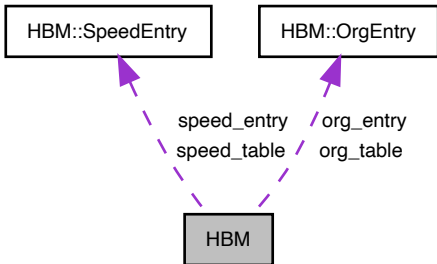 HBM::SpeedEntry
HBM::OrgEntry
speed_entry
speed_table
org_entry
org_table
HBM